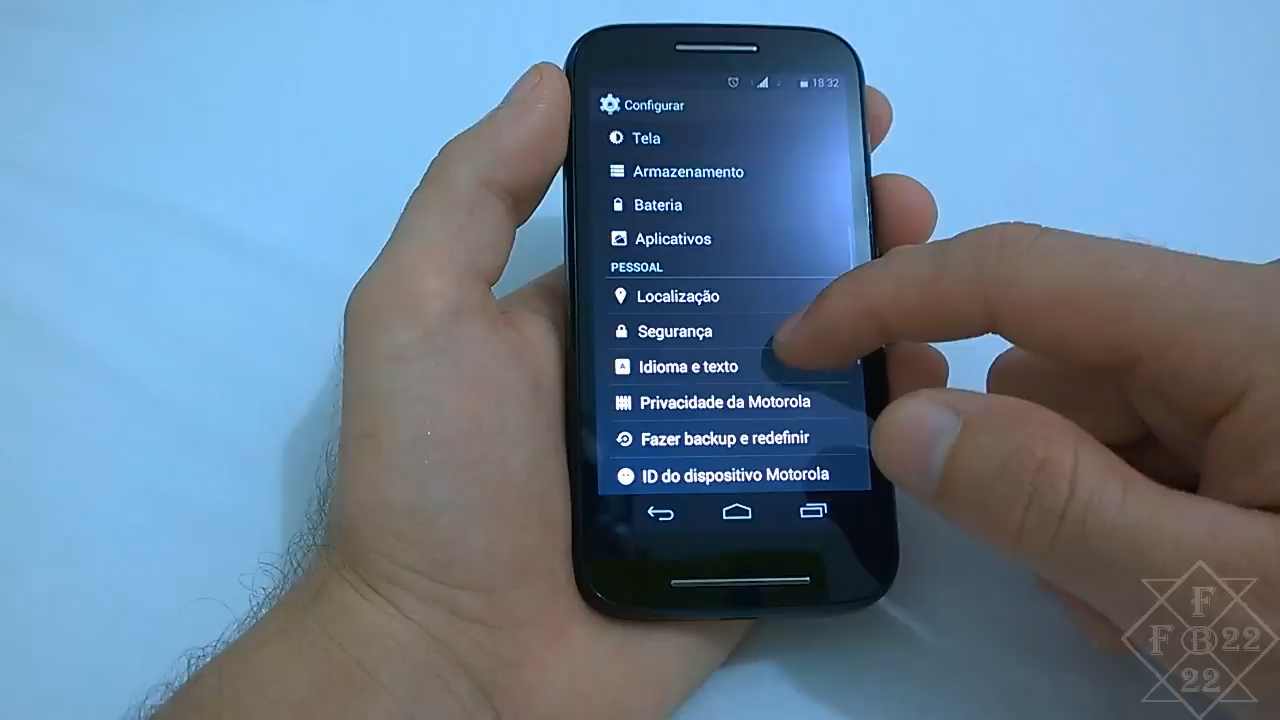 18:32
Configurar
Tela
Armazenamento
Bateria
Aplicativos
PESSOAL
Localização
Segurança
Idioma e texto
Privacidade da Motorola
Fazer backup e redefinir
ID do dispositivo Motorola
F
F B 22
22